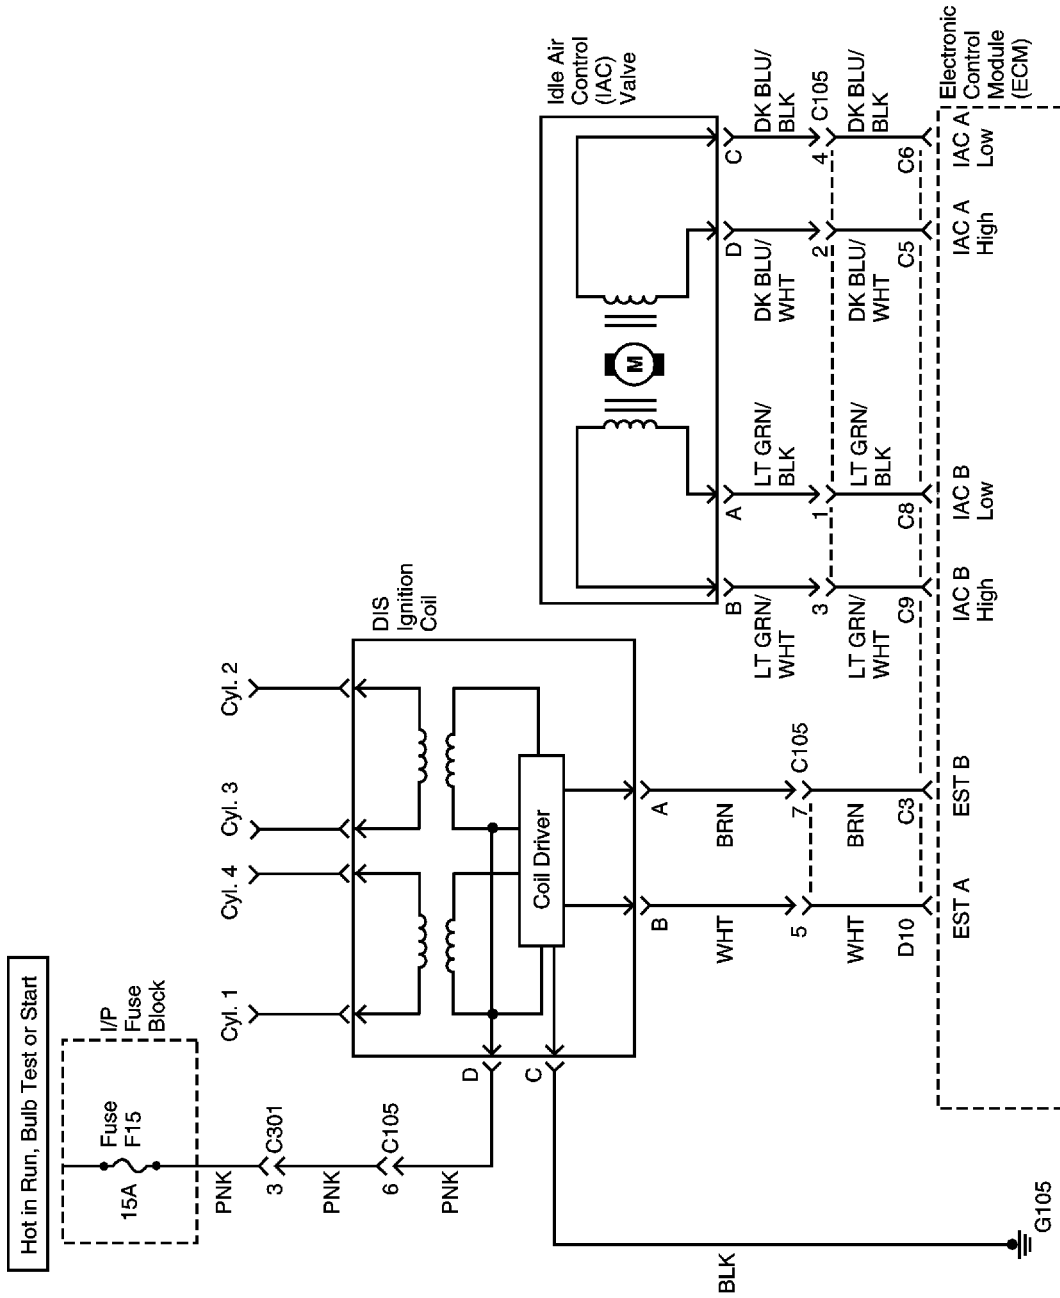 Hot in Run, Bulb Test or Start
I/P
Fuse
Block
Fuse
F15
15A
PNK
3
C301
PNK
6
C105
PNK
D
C
BLK
G105
Cyl. 1
Cyl. 4
Cyl. 3
Cyl. 2
DIS
Ignition
Coil
Coil Driver
B
A
WHT
BRN
5
7
C105
WHT
BRN
D10
C3
EST A
EST B
Idle Air
Control
(IAC)
Valve
M
B
A
D
C
LT GRN/
WHT
LT GRN/
BLK
DK BLU/
WHT
DK BLU/
BLK
3
1
2
4
C105
LT GRN/
WHT
LT GRN/
BLK
DK BLU/
WHT
DK BLU/
BLK
C9
C8
C5
C6
IAC B
High
IAC B
Low
IAC A
High
IAC A
Low
Electronic
Control
Module
(ECM)